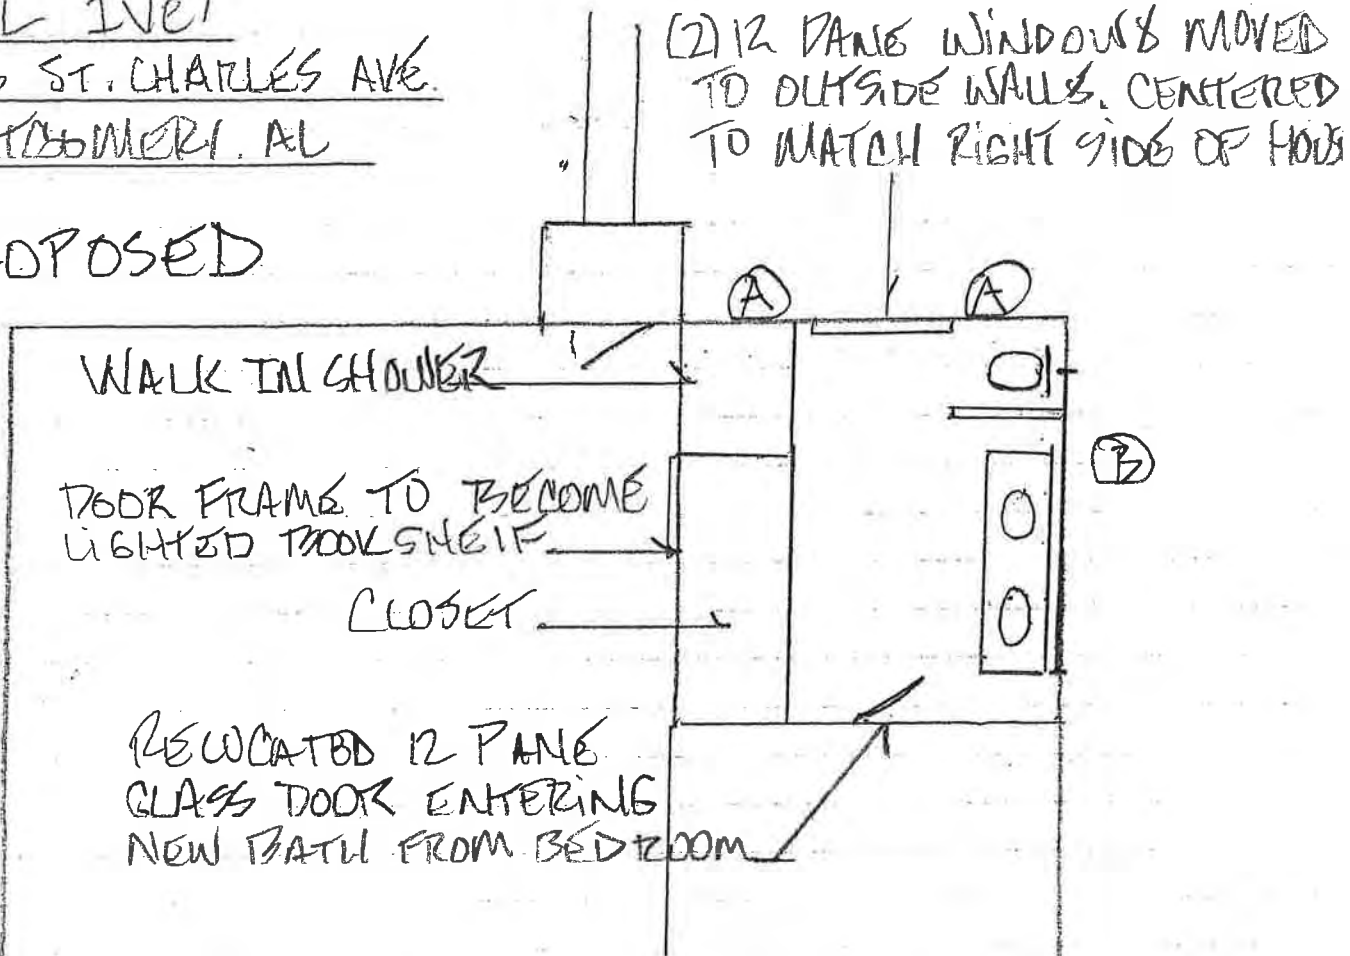 ST. CHARLES AVE.
TGOMERY. AL
OPOSED
(2) 12 PANE WINDOWS MOVED
TO OUTSIDE WALLS. CENTERED
TO MATCH RIGHT SIDE OF HOUS
A
A
B
WALK IN SHOWER
DOOR FRAME TO BECOME
LIGHTED BOOKSHELF
CLOSET
RELOCATED 12 PANE
GLASS DOOR ENTERING
NEW BATH FROM BEDROOM